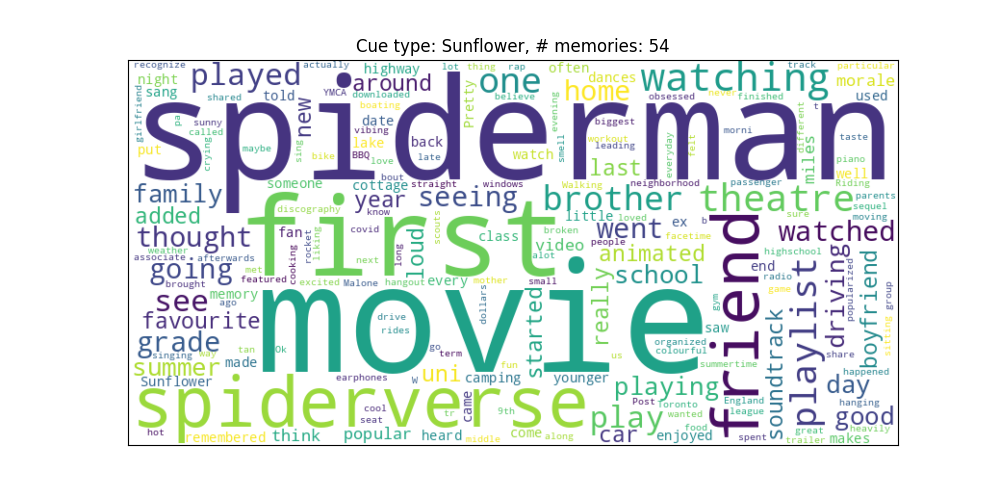 Cue type: Sunflower, # memories: 54
recognize actually highway lot thing rap often track particular
night played around one dances watching morale
sang shared told YMCA downloaded home believe obsessed never finished used
spiderman
girlfriend pa sunny new date boating Pretty evening biggest different
called vibing lake back watch smell workout leading everyday felt morni taste
put crying maybe sing bike BBQ love late last miles piano well
family someone cottage bout straight windows Walking neighborhood passenger Riding parents
added discography year seeing brother theatre sequel
first
know little loved ex b sure moving
thought fan covid scouts class broken went friend watched
weather liking rocket loud video people facetime highschool
associate afterwards long alot animated end radio
going cooking next really school driving popularized boyfriend
brought met featured excited Malone hangout every mother small game
see memory ago dollars started gym playlist group
movie
favourite drive saw soundtrack
grade rides organized sitting
singing way tan Ok go term us colourful share
summer made fun summertime happened
Sunflower earphones w uni camping younger playing day
spiderverse
cool came Post toronto England hanging
seat tr 9th play wanted league good
hot remembered think popular heard middle come along car food enjoyed spent great trailer makes heavily